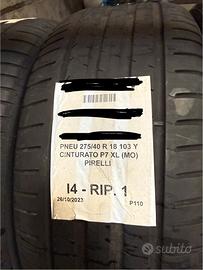 PNEU 275/40 R 18 103 Y
CINTURATO P7 XL (MO)
PIRELLI
I4 - RIP. 1
26/10/2023
P110
subito